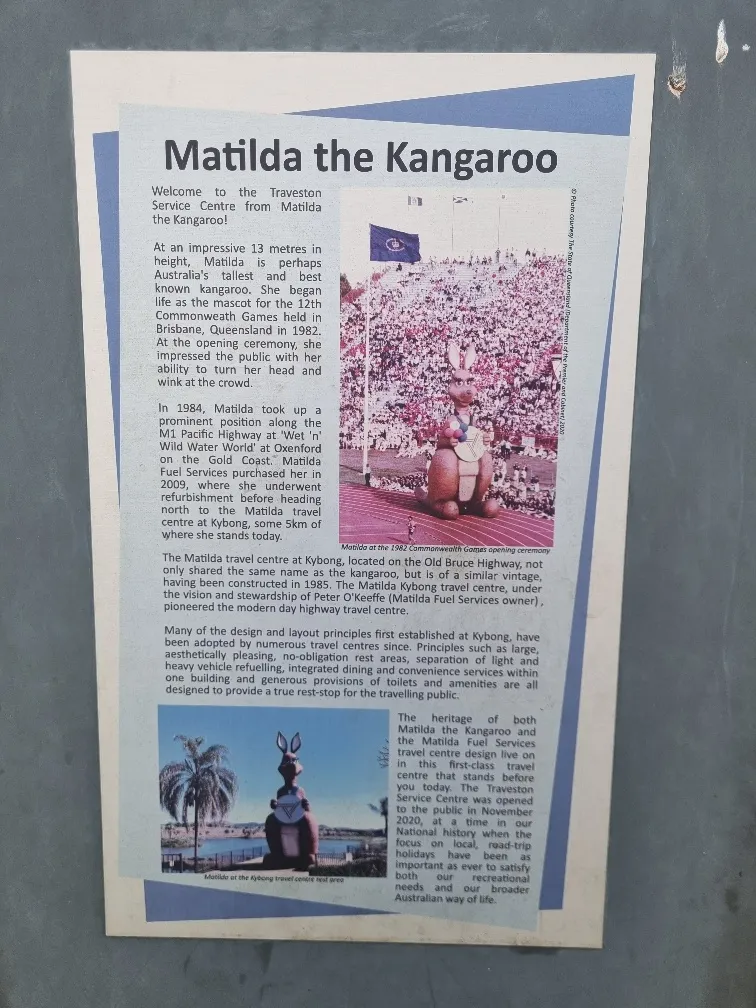 Matilda the Kangaroo
Welcome to the Traveston
Service Centre from Matilda
the Kangaroo!
At an impressive 13 metres in
height, Matilda is perhaps
Australia's tallest and best
known kangaroo. She began
life as the mascot for the 12th
Commonweath Games held in
Brisbane, Queensland in 1982.
At the opening ceremony, she
impressed the public with her
ability to turn her head and
wink at the crowd.
In 1984, Matilda took up a
prominent position along the
M1 Pacific Highway at 'Wet 'n'
Wild Water World' at Oxenford
on the Gold Coast. Matilda
Fuel Services purchased her in
2009, where she underwent
refurbishment before heading
north to the Matilda travel
centre at Kybong, some 5km of
where she stands today.
© Photo courtesy The State of Queensland (Department of the Premier and Cabinet) 2020
Matilda at the 1982 Commonwealth Games opening ceremony
The Matilda travel centre at Kybong, located on the Old Bruce Highway, not
only shared the same name as the kangaroo, but is of a similar vintage,
having been constructed in 1985. The Matilda Kybong travel centre, under
the vision and stewardship of Peter O'Keeffe (Matilda Fuel Services owner),
pioneered the modern day highway travel centre.
Many of the design and layout principles first established at Kybong, have
been adopted by numerous travel centres since. Principles such as large,
aesthetically pleasing, no-obligation rest areas, separation of light and
heavy vehicle refuelling, integrated dining and convenience services within
one building and generous provisions of toilets and amenities are all
designed to provide a true rest-stop for the travelling public.
Matilda at the Kybong travel centre rest area
The heritage of both
Matilda the Kangaroo and
the Matilda Fuel Services
travel centre design live on
in this first-class travel
centre that stands before
you today. The Traveston
Service Centre was opened
to the public in November
2020, at a time in our
National history when the
focus on local, road-trip
holidays have been as
important as ever to satisfy
both our recreational
needs and our broader
Australian way of life.